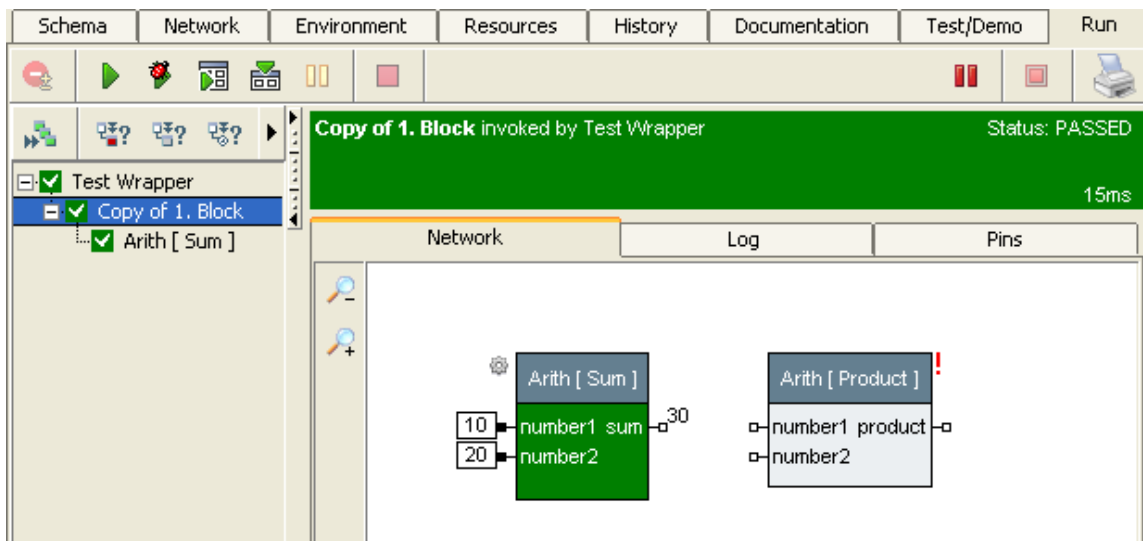 Schema Network Environment Resources History Documentation Test/Demo Run
Copy of 1. Block invoked by Test Wrapper Status: PASSED
15ms
Test Wrapper
Copy of 1. Block
Arith [ Sum ]
Network Log Pins
Arith [ Sum ] Arith [ Product ] !
10 number1 sum 30 number1 product
20 number2 number2